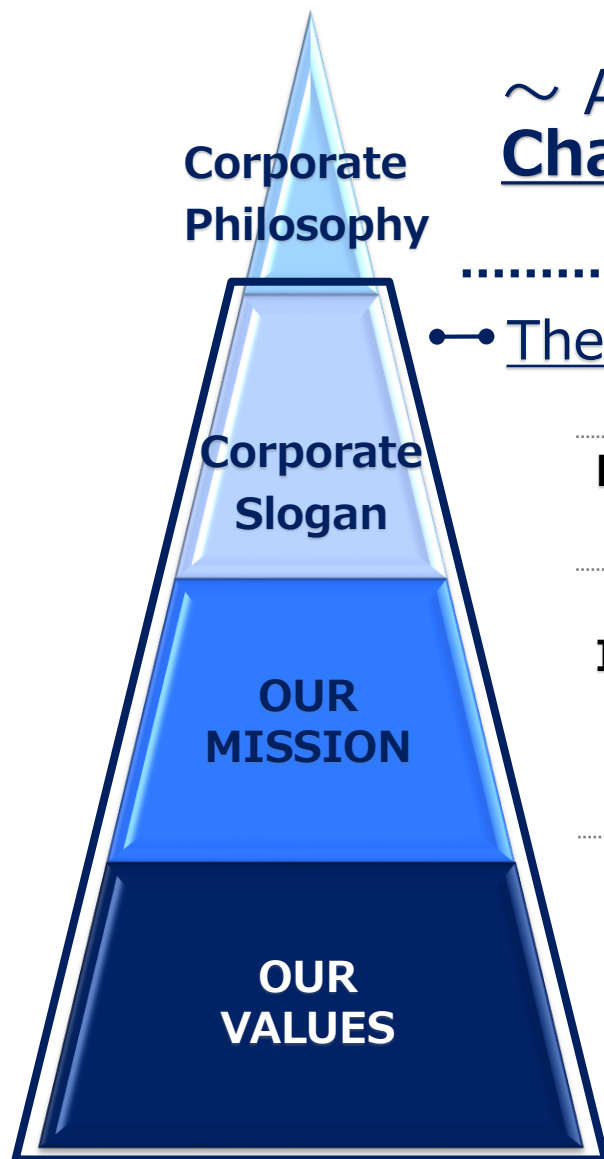 Corporate
Philosophy
The
Corporate
Slogan
OUR
MISSION
OUR
VALUES